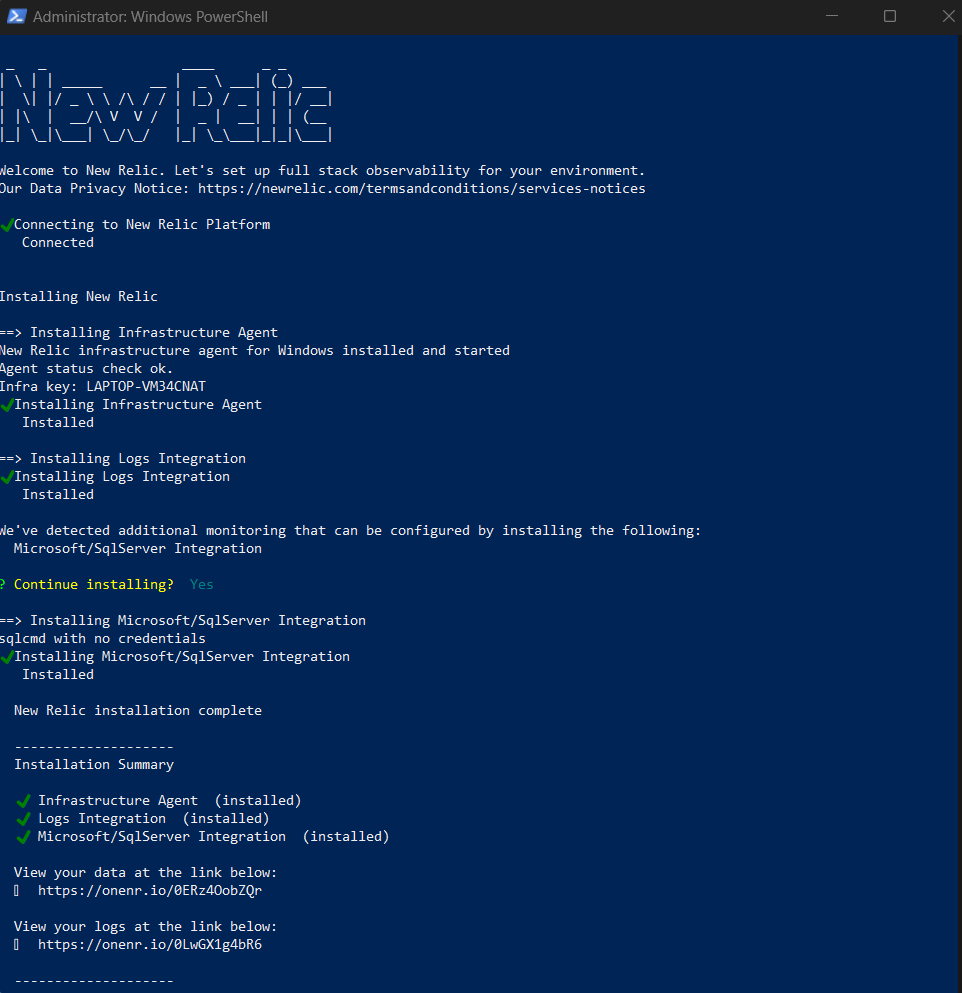 Administrator: Windows PowerShell
New Relic
Welcome to New Relic. Let's set up full stack observability for your environment.
Our Data Privacy Notice: https://newrelic.com/termsandconditions/services-notices
✔Connecting to New Relic Platform
Connected
Installing New Relic
==> Installing Infrastructure Agent
New Relic infrastructure agent for Windows installed and started
Agent status check ok.
Infra key: LAPTOP-VM34CNAT
✔Installing Infrastructure Agent
Installed
==> Installing Logs Integration
✔Installing Logs Integration
Installed
We've detected additional monitoring that can be configured by installing the following:
Microsoft/SqlServer Integration
? Continue installing? Yes
==> Installing Microsoft/SqlServer Integration
sqlcmd with no credentials
✔Installing Microsoft/SqlServer Integration
Installed
New Relic installation complete
--------------------
Installation Summary
✔ Infrastructure Agent (installed)
✔ Logs Integration (installed)
✔ Microsoft/SqlServer Integration (installed)
View your data at the link below:
https://onenr.io/0ERz4OobZQr
View your logs at the link below:
https://onenr.io/0LwGX1g4bR6
--------------------